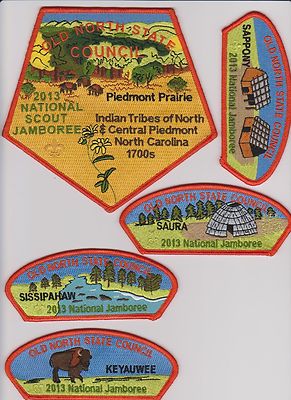 OLD NORTH STATE
COUNCIL
2013
NATIONAL
SCOUT
JAMBOREE
Piedmont Prairie
Indian Tribes of North
& Central Piedmont
North Carolina
1700s
OLD NORTH STATE COUNCIL
SAPPONY
2013 National Jamboree
OLD NORTH STATE COUNCIL
SAURA
2013 National Jamboree
OLD NORTH STATE COUNCIL
SISSIPAHAW
2013 National Jamboree
OLD NORTH STATE COUNCIL
KEYAUWEE
2013 National Jamboree